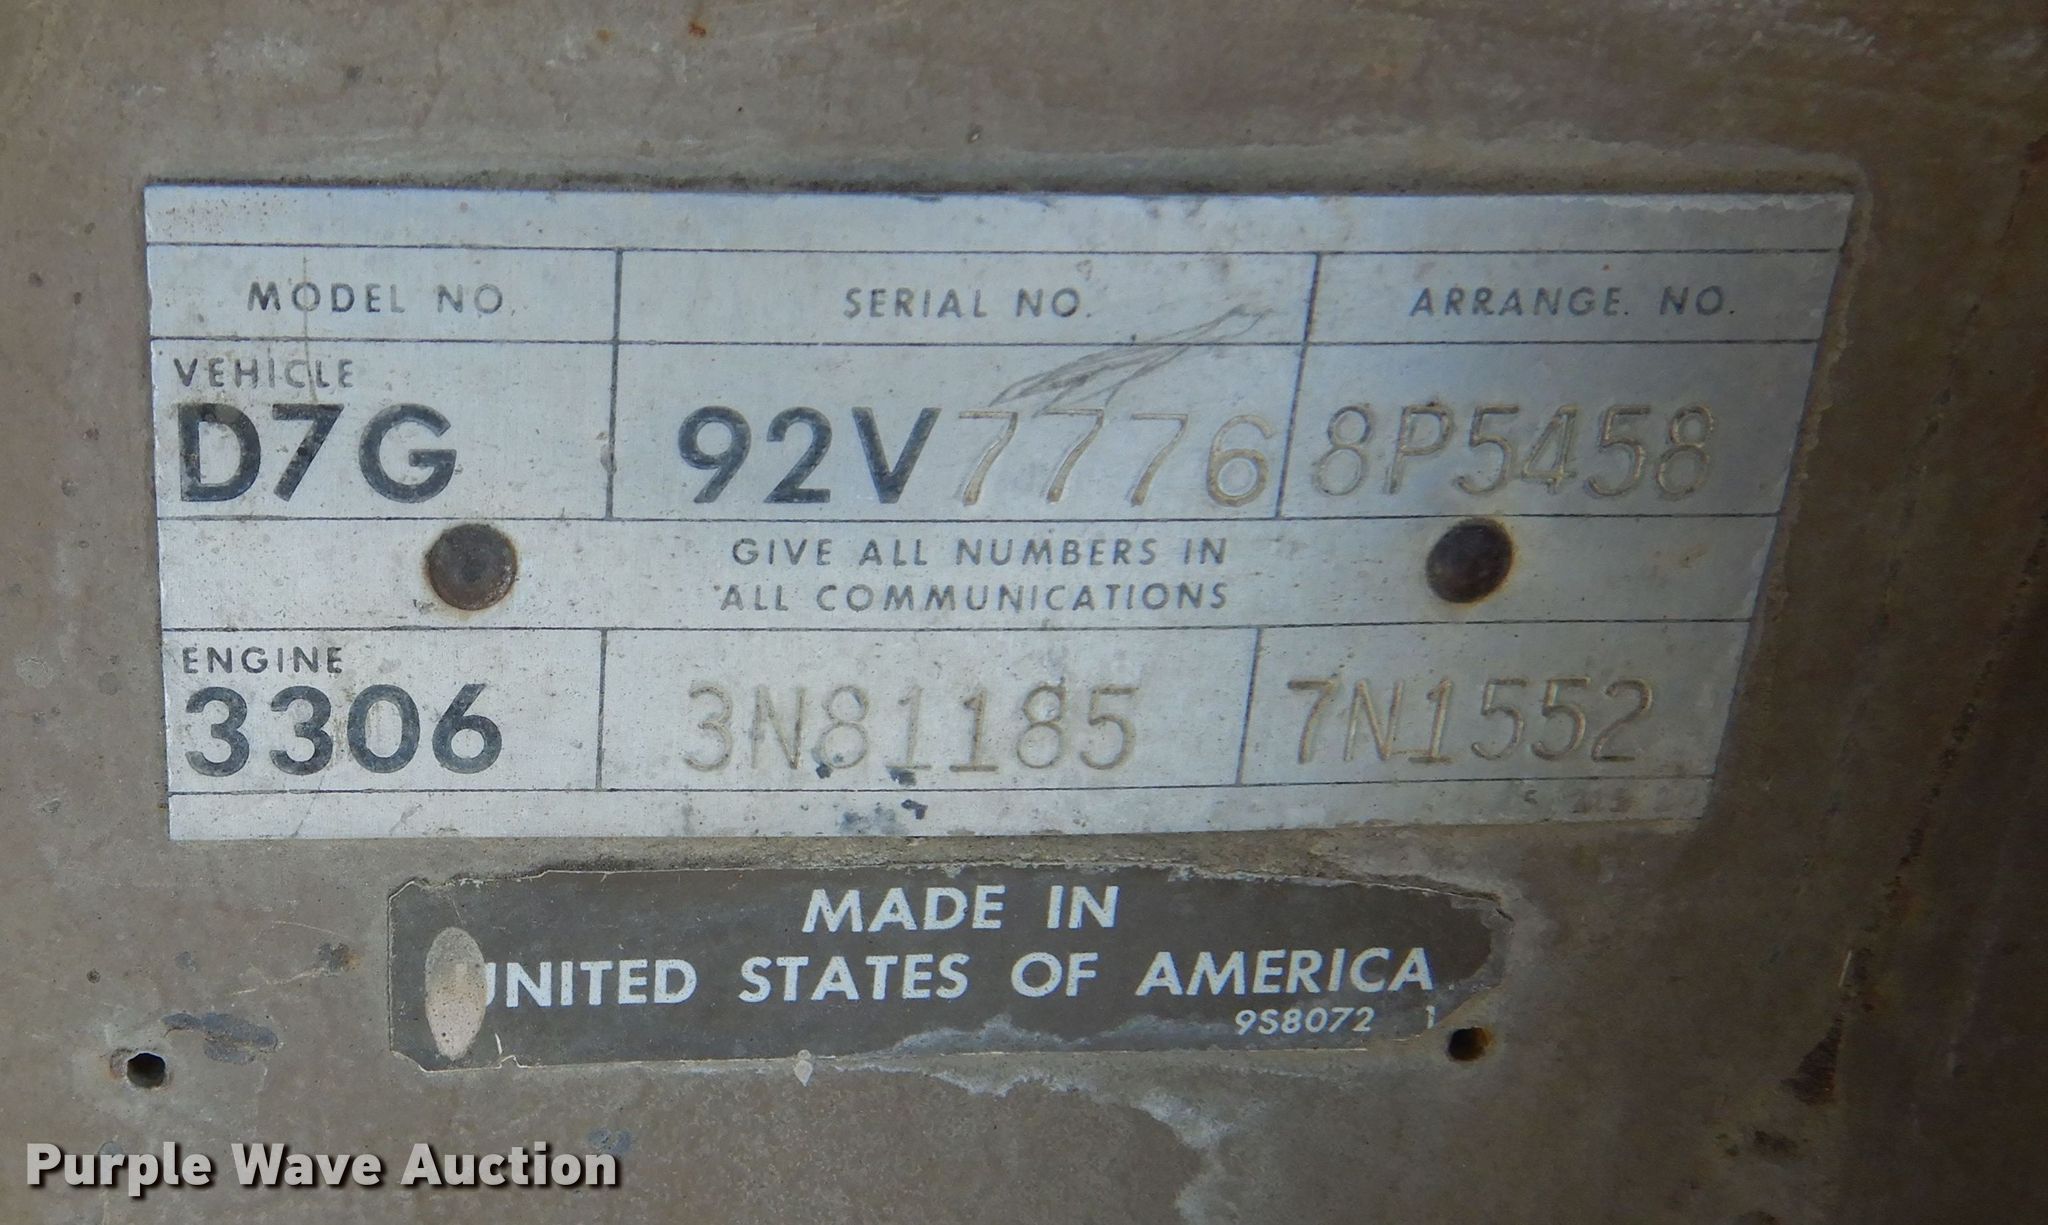 MODEL NO. SERIAL NO. ARRANGE. NO.
VEHICLE
D7G 92V7776 8P5458
GIVE ALL NUMBERS IN
ALL COMMUNICATIONS
ENGINE
3306 3N81185 7N1552
MADE IN
UNITED STATES OF AMERICA
9S8072 1
Purple Wave Auction